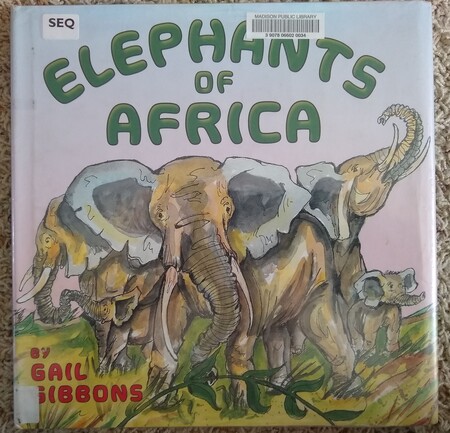 SEQ
MADISON PUBLIC LIBRARY
ELEPHANTS
OF
AFRICA
BY
GAIL
GIBBONS